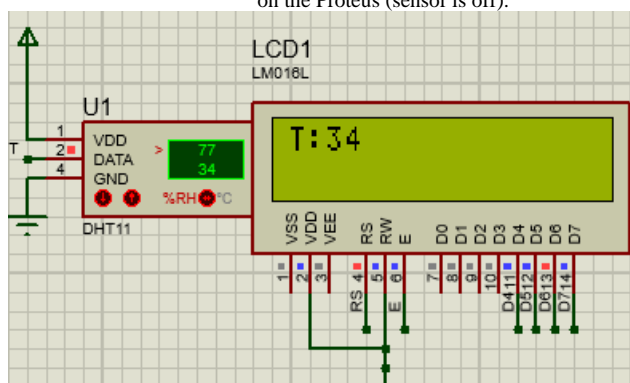 on the Proteus (sensor is off).
LCD1
LM016L
U1
T
1
2
4
VDD
DATA
GND
>
77
34
%RH
°C
DHT11
T:34
VSS
VDD
VEE
RS
RW
E
D0
D1
D2
D3
D4
D5
D6
D7
1
2
3
4
5
6
7
8
9
10
11
12
13
14
RS
E
D4
D5
D6
D7